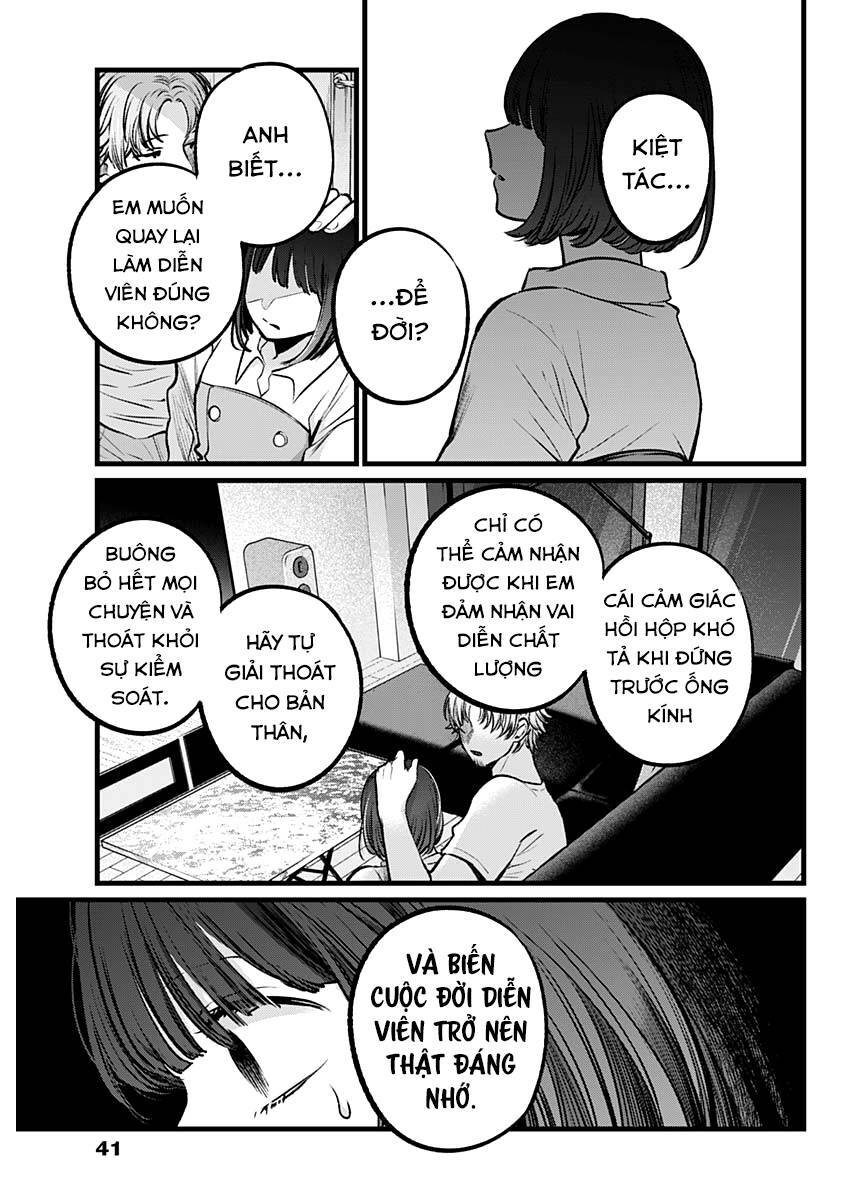 KIỆT
TÁC...
...ĐỂ
ĐỜI?
ANH
BIẾT...
EM MUỐN
QUAY LẠI
LÀM DIỄN
VIÊN ĐÚNG
KHÔNG?
CÁI CẢM GIÁC
HỒI HỘP KHÓ
TẢ KHI ĐỨNG
TRƯỚC ỐNG
KÍNH
CHỈ CÓ
THỂ CẢM NHẬN
ĐƯỢC KHI EM
ĐẢM NHẬN VAI
DIỄN CHẤT
LƯỢNG
HÃY TỰ
GIẢI THOÁT
CHO BẢN
THÂN,
BUÔNG
BỎ HẾT MỌI
CHUYỆN VÀ
THOÁT KHỎI
SỰ KIỂM
SOÁT.
VÀ BIẾN
CUỘC ĐỜI DIỄN
VIÊN TRỞ NÊN
THẬT ĐÁNG
NHỚ.
41